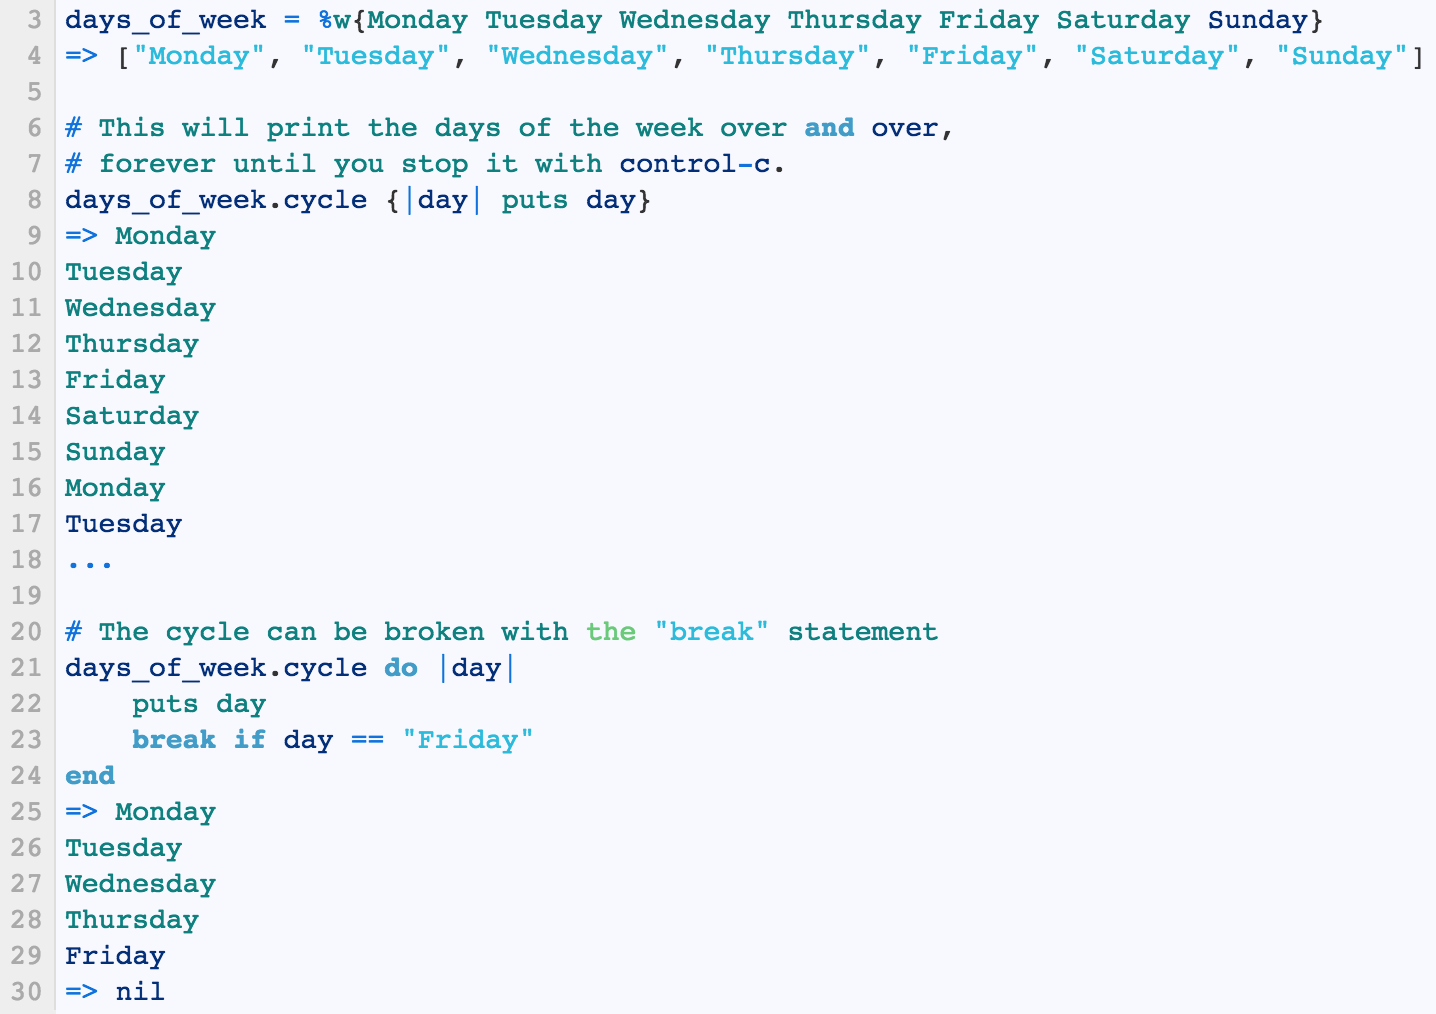 3 days_of_week = %w{Monday Tuesday Wednesday Thursday Friday Saturday Sunday}
4 => ["Monday", "Tuesday", "Wednesday", "Thursday", "Friday", "Saturday", "Sunday"]
5
6 # This will print the days of the week over and over,
7 # forever until you stop it with control-c.
8 days_of_week.cycle {|day| puts day}
9 => Monday
10 Tuesday
11 Wednesday
12 Thursday
13 Friday
14 Saturday
15 Sunday
16 Monday
17 Tuesday
18 ...
19
20 # The cycle can be broken with the "break" statement
21 days_of_week.cycle do |day|
22     puts day
23     break if day == "Friday"
24 end
25 => Monday
26 Tuesday
27 Wednesday
28 Thursday
29 Friday
30 => nil